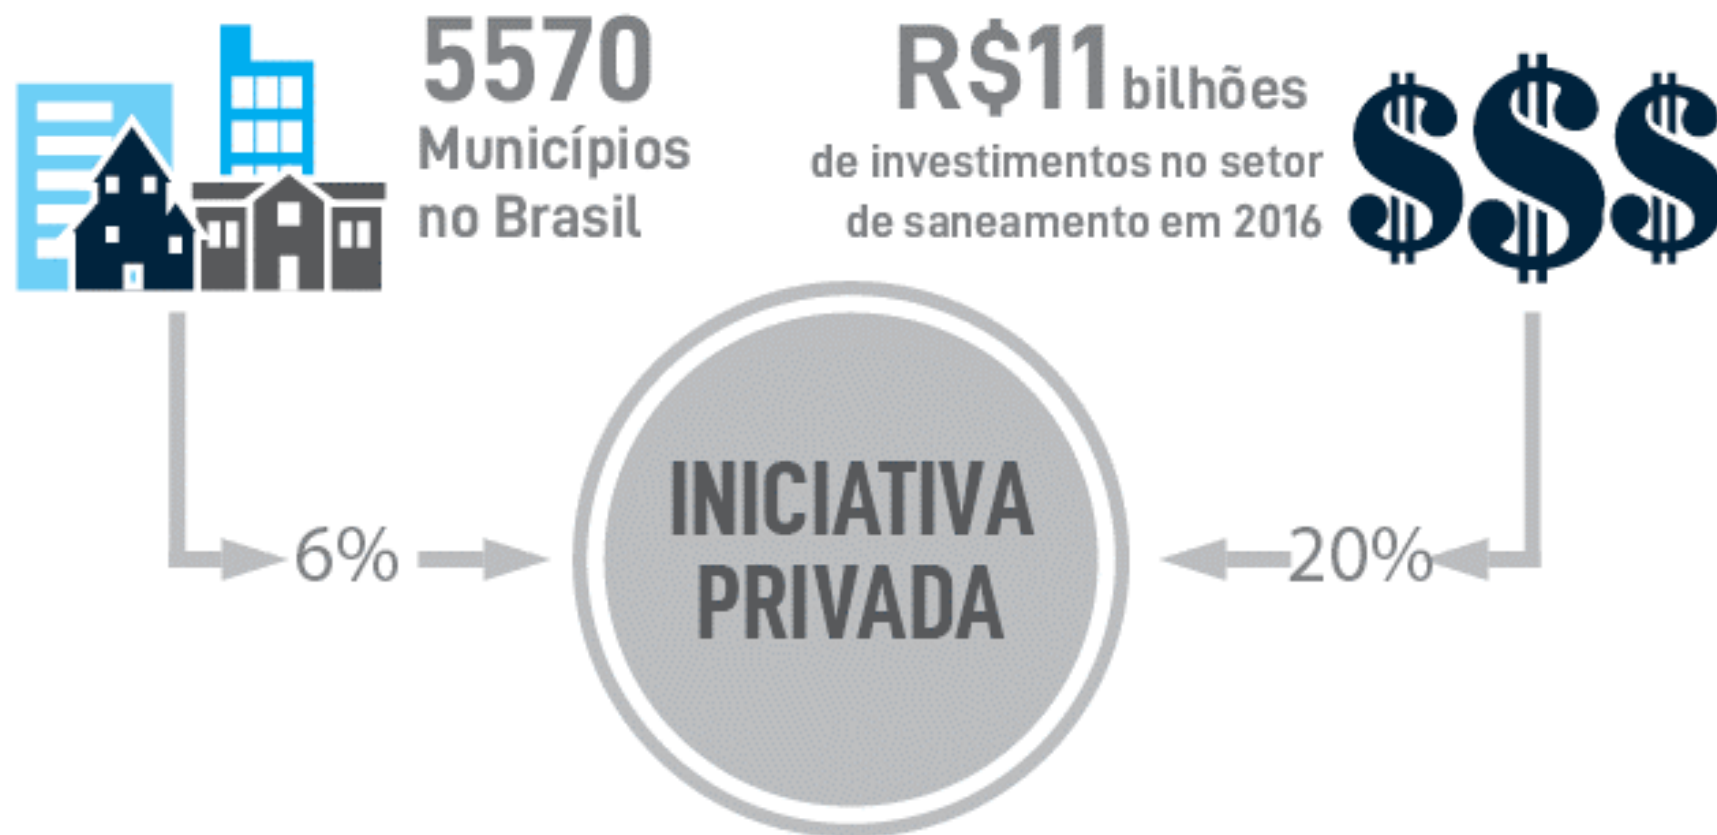 5570
Municípios
no Brasil
R$11 bilhões
de investimentos no setor
de saneamento em 2016
INICIATIVA
PRIVADA
6%
20%